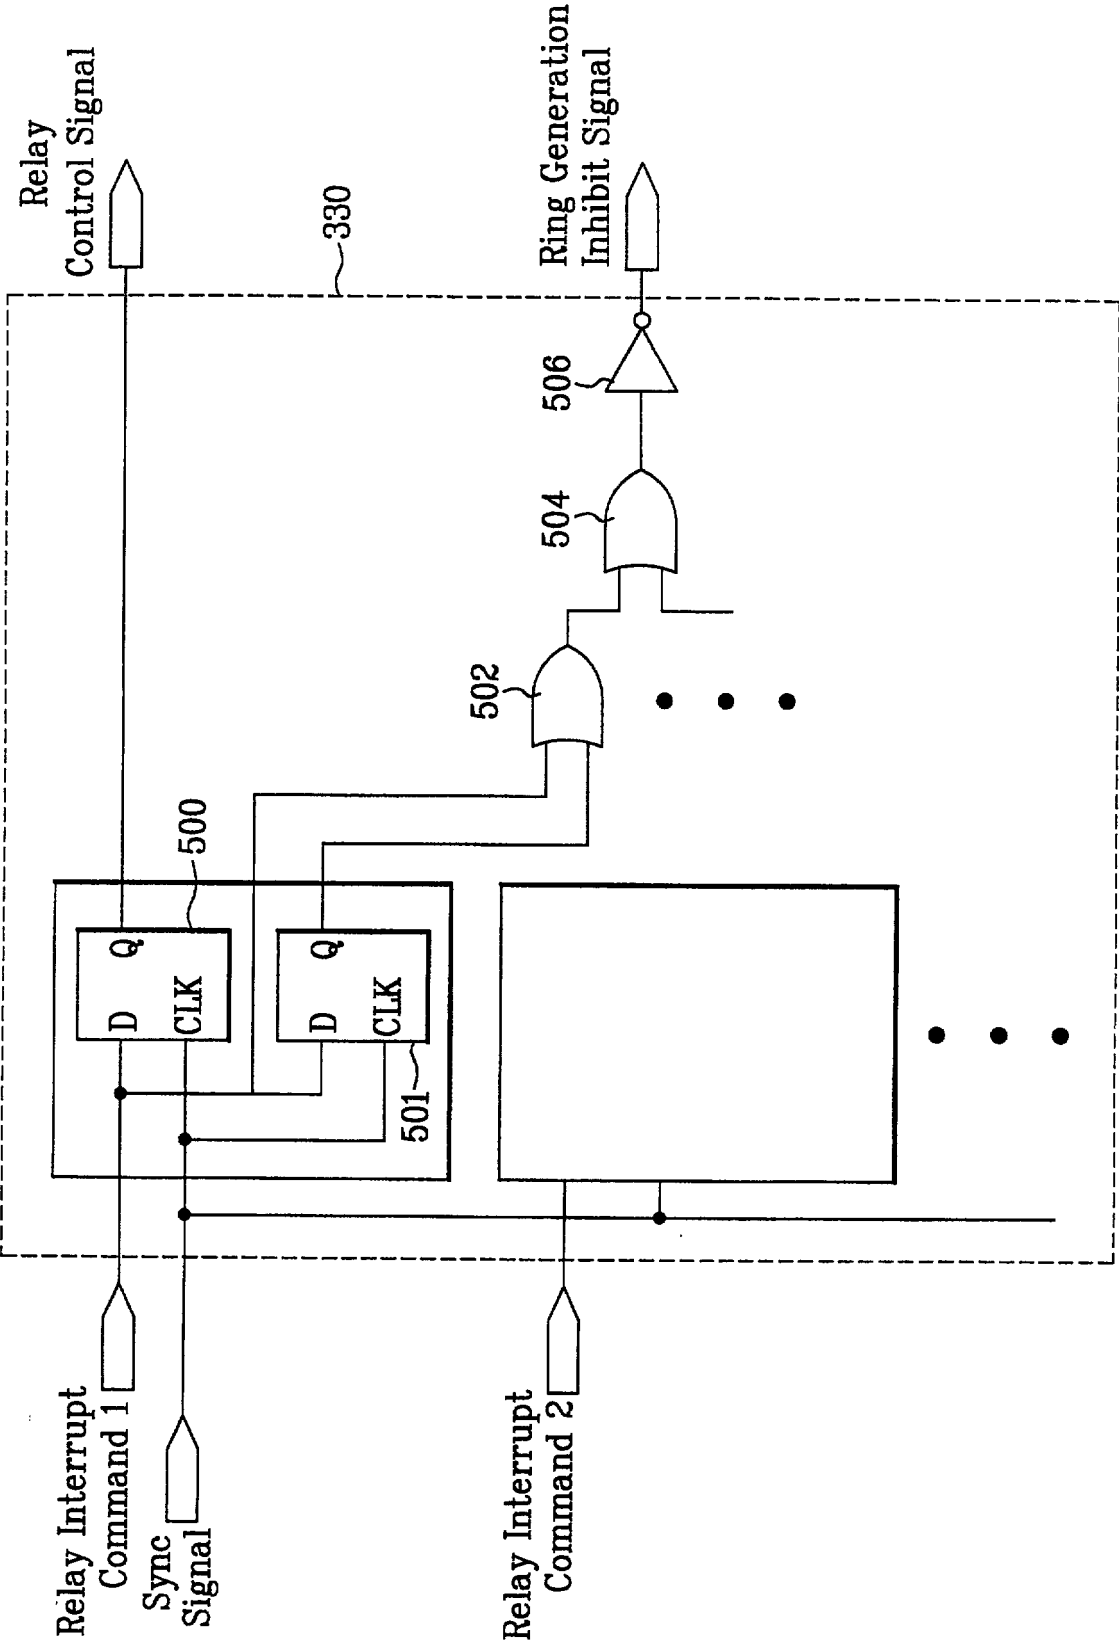 Relay
Control Signal
330
Ring Generation
Inhibit Signal
506
504
502
500
Q
D
CLK
Q
D
CLK
501
Relay Interrupt
Command 1
Sync
Signal
Relay Interrupt
Command 2